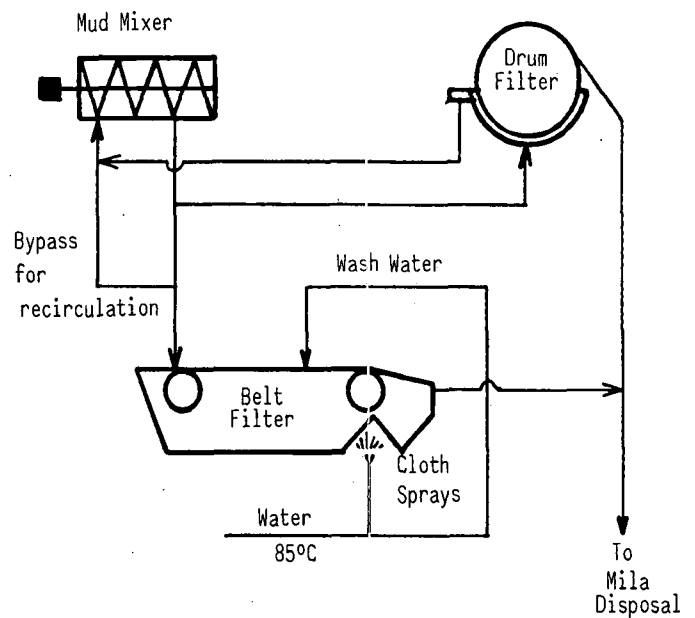 Mud Mixer
Drum
Filter
Bypass
for
recirculation
Wash Water
Belt
Filter
Cloth
Sprays
Water
85ºC
To
Mila
Disposal